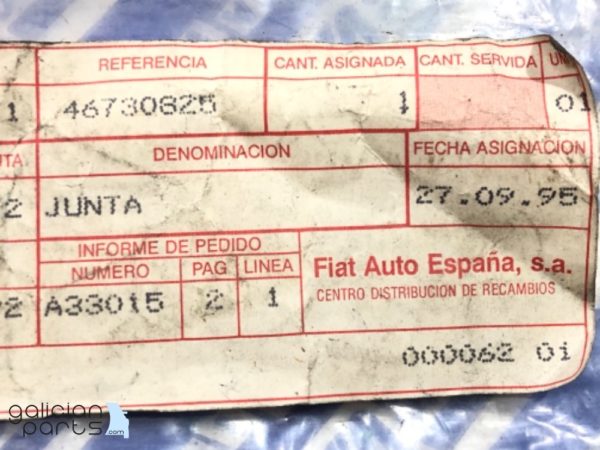 REFERENCIA CANT. ASIGNADA CANT. SERVIDA
1 46730825 1 01
DENOMINACION FECHA ASIGNACION
2 JUNTA 27.09.95
INFORME DE PEDIDO
NUMERO PAG LINEA
A33015 2 1
Fiat Auto España, s.a.
CENTRO DISTRIBUCION DE RECAMBIOS
000062 01
galician
parts.com